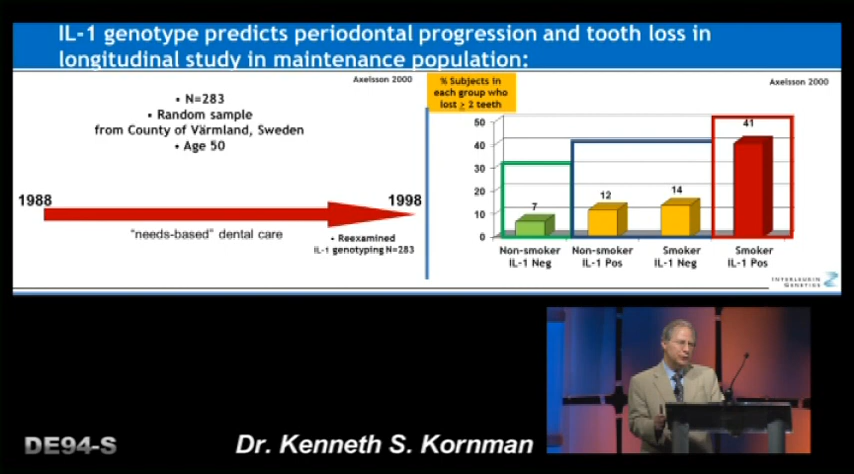 IL-1 genotype predicts periodontal progression and tooth loss in
longitudinal study in maintenance population:
Axelsson 2000
• N=283
• Random sample
from County of Värmland, Sweden
• Age 50
1988
1998
"needs-based" dental care
• Reexamined
IL-1 genotyping N=283
% Subjects in
each group who
lost ≥ 2 teeth
Axelsson 2000
50
40
30
20
10
0
7
12
14
41
Non-smoker
IL-1 Neg
Non-smoker
IL-1 Pos
Smoker
IL-1 Neg
Smoker
IL-1 Pos
INTERLEUKIN
GENETICS
DE94-S
Dr. Kenneth S. Kornman